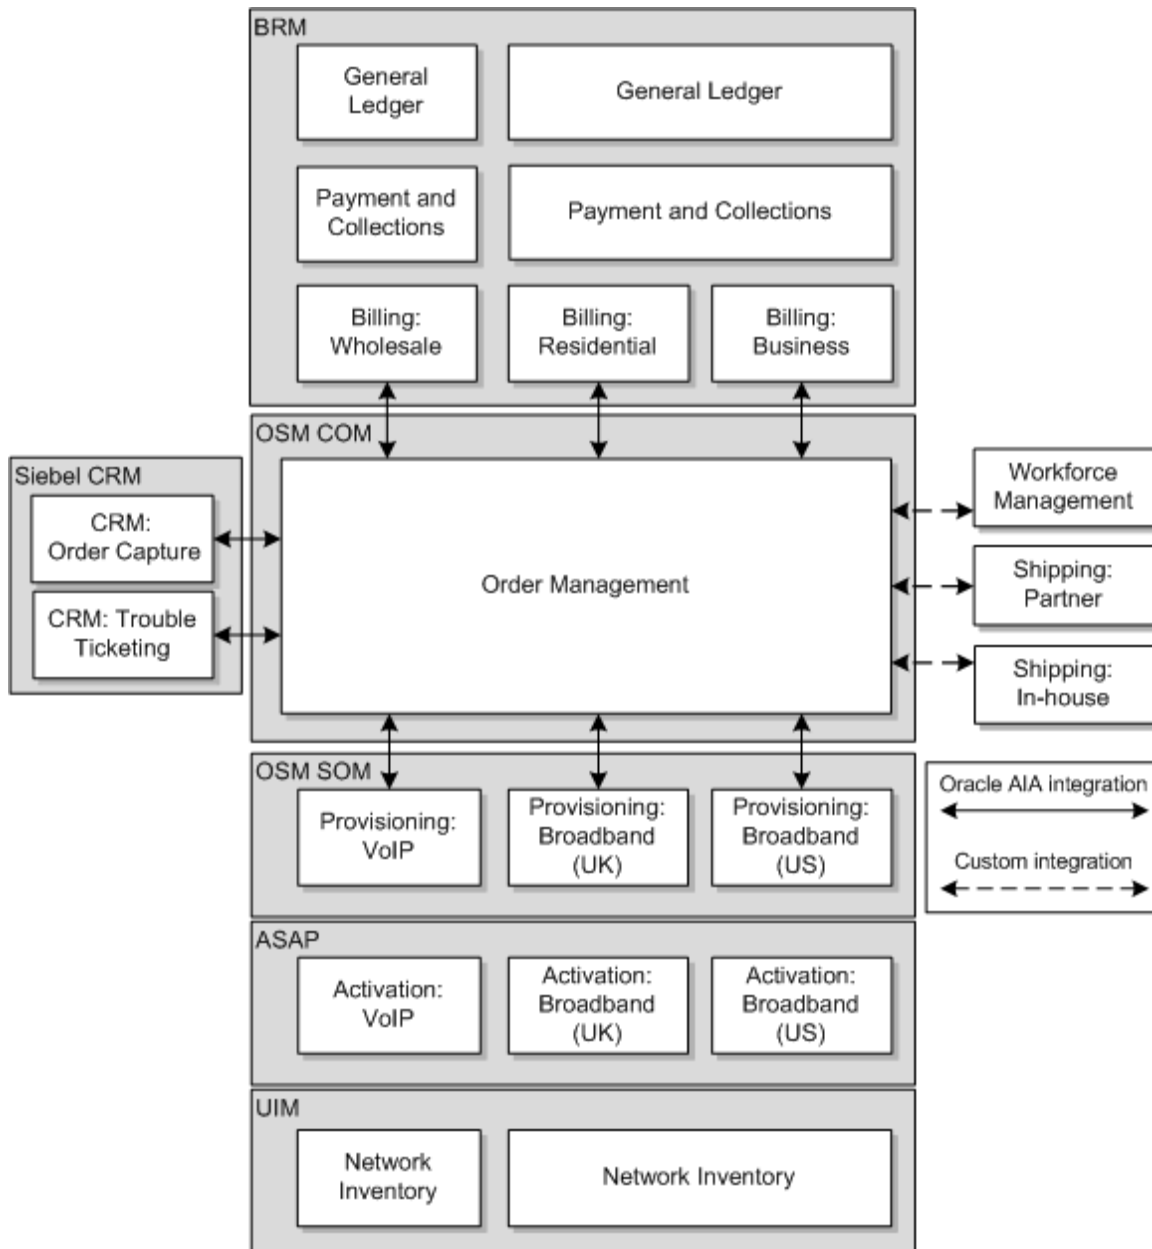 BRM
General
Ledger
General Ledger
Payment and
Collections
Payment and Collections
Billing:
Wholesale
Billing:
Residential
Billing:
Business
OSM COM
Order Management
Siebel CRM
CRM:
Order Capture
CRM: Trouble
Ticketing
Workforce
Management
Shipping:
Partner
Shipping:
In-house
OSM SOM
Provisioning:
VoIP
Provisioning:
Broadband
(UK)
Provisioning:
Broadband
(US)
Oracle AIA integration
Custom integration
ASAP
Activation:
VoIP
Activation:
Broadband
(UK)
Activation:
Broadband
(US)
UIM
Network
Inventory
Network Inventory